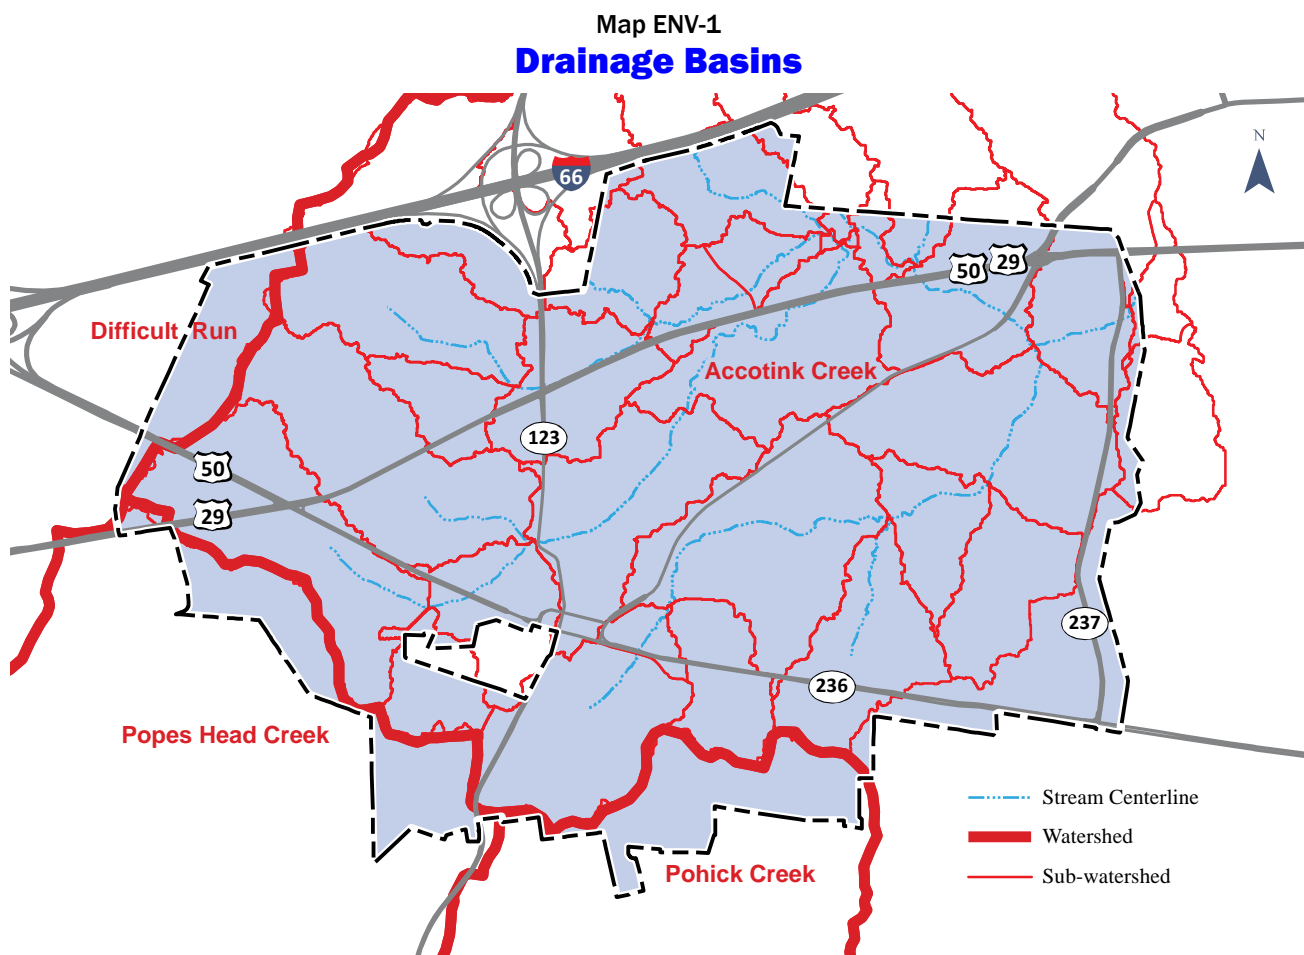 Map ENV-1
Drainage Basins
N
66
50
29
Difficult Run
Accotink Creek
123
50
29
237
236
Popes Head Creek
Stream Centerline
Watershed
Pohick Creek
Sub-watershed